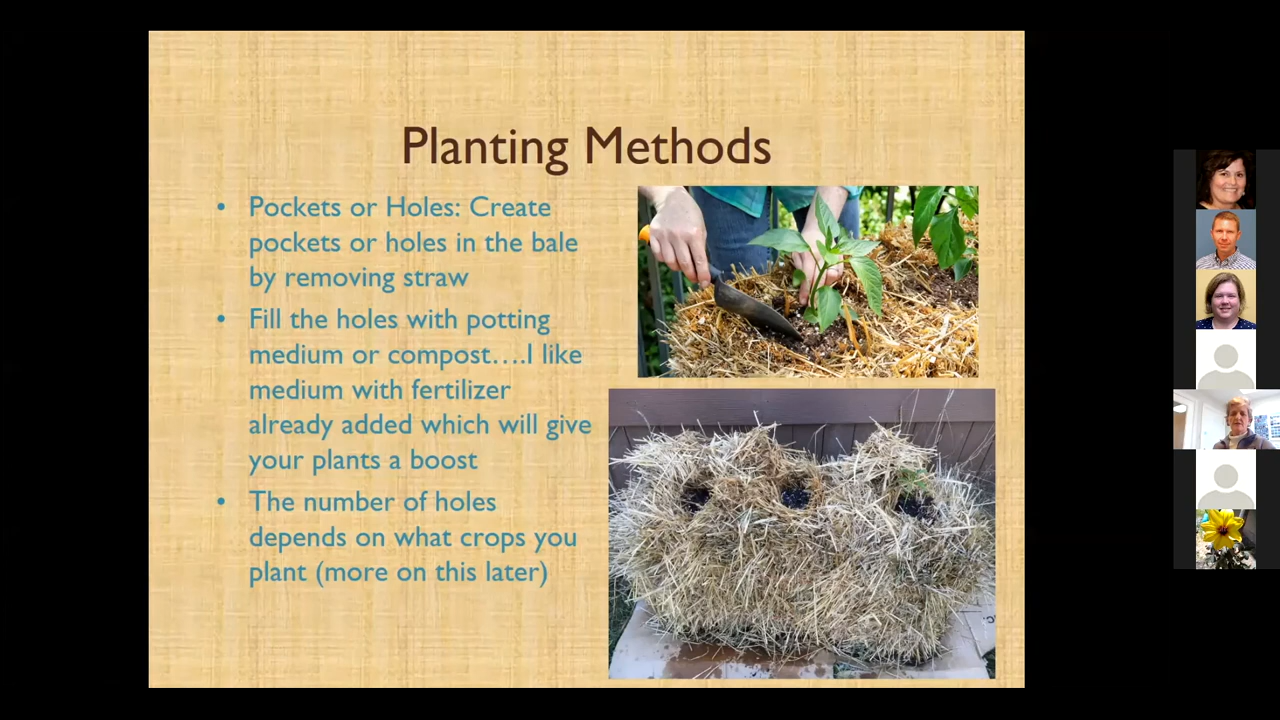 Planting Methods
• Pockets or Holes: Create
pockets or holes in the bale
by removing straw
• Fill the holes with potting
medium or compost….I like
medium with fertilizer
already added which will give
your plants a boost
• The number of holes
depends on what crops you
plant (more on this later)